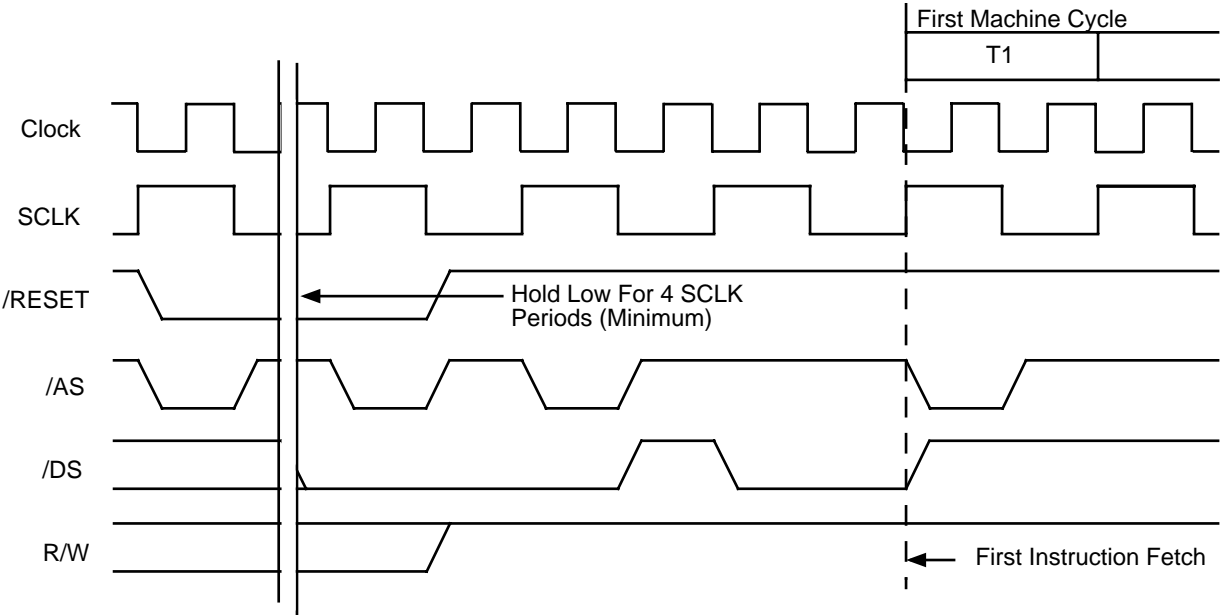 First Machine Cycle
T1
Clock
SCLK
/RESET
Hold Low For 4 SCLK
Periods (Minimum)
/AS
/DS
R/W
First Instruction Fetch